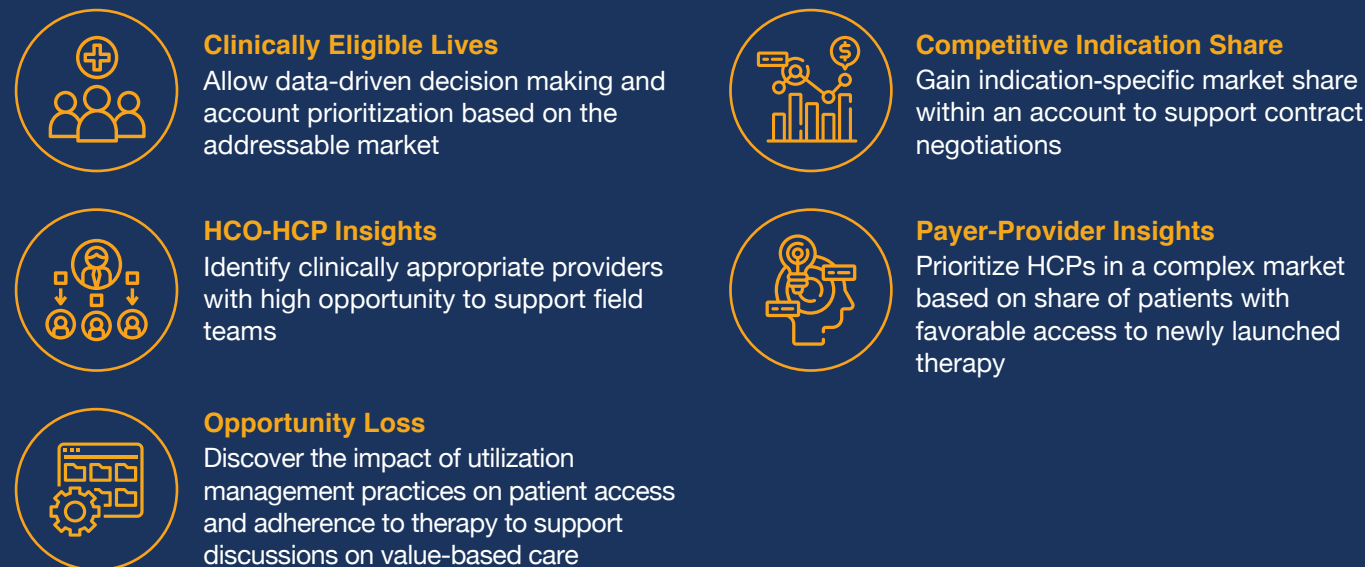 Clinically Eligible Lives
Allow data-driven decision making and
account prioritization based on the
addressable market
Competitive Indication Share
Gain indication-specific market share
within an account to support contract
negotiations
HCO-HCP Insights
Identify clinically appropriate providers
with high opportunity to support field
teams
Payer-Provider Insights
Prioritize HCPs in a complex market
based on share of patients with
favorable access to newly launched
therapy
Opportunity Loss
Discover the impact of utilization
management practices on patient access
and adherence to therapy to support
discussions on value-based care